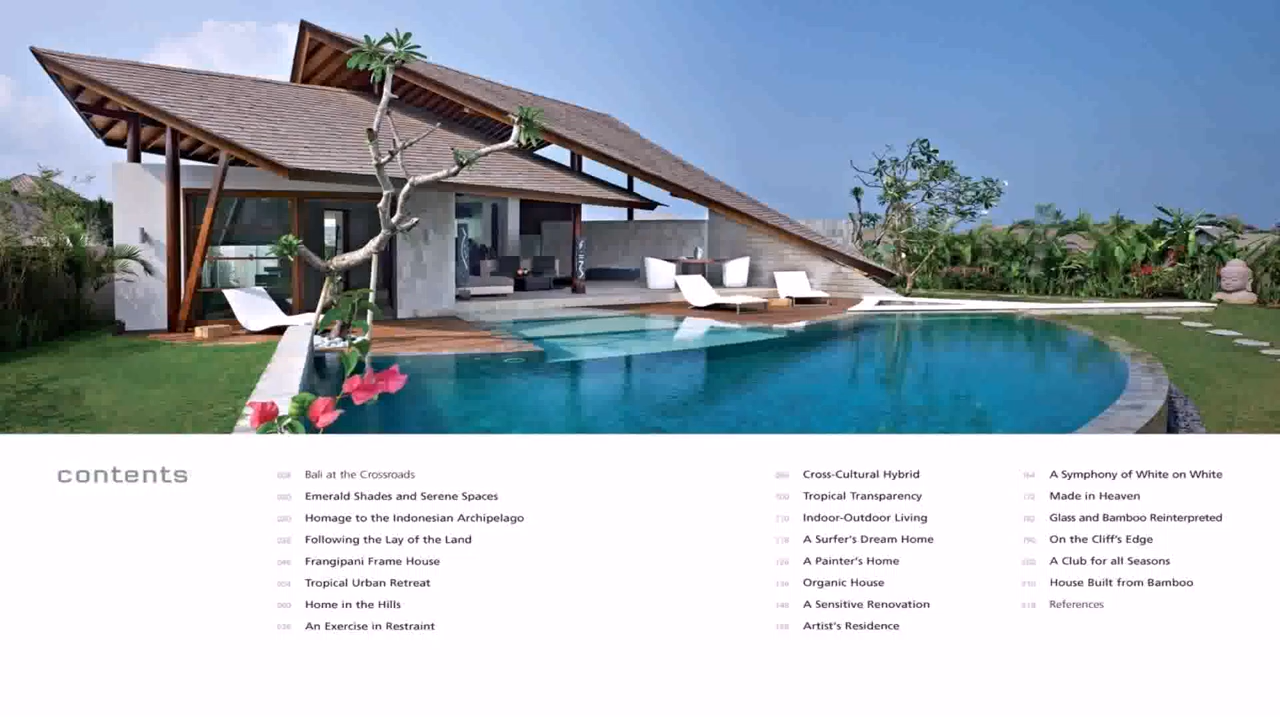 contents
Bali at the Crossroads
Emerald Shades and Serene Spaces
Homage to the Indonesian Archipelago
Following the Lay of the Land
Frangipani Frame House
Tropical Urban Retreat
Home in the Hills
An Exercise in Restraint
Cross-Cultural Hybrid
Tropical Transparency
Indoor-Outdoor Living
A Surfer's Dream Home
A Painter's Home
Organic House
A Sensitive Renovation
Artist's Residence
A Symphony of White on White
Made in Heaven
Glass and Bamboo Reinterpreted
On the Cliff's Edge
A Club for all Seasons
House Built from Bamboo
References